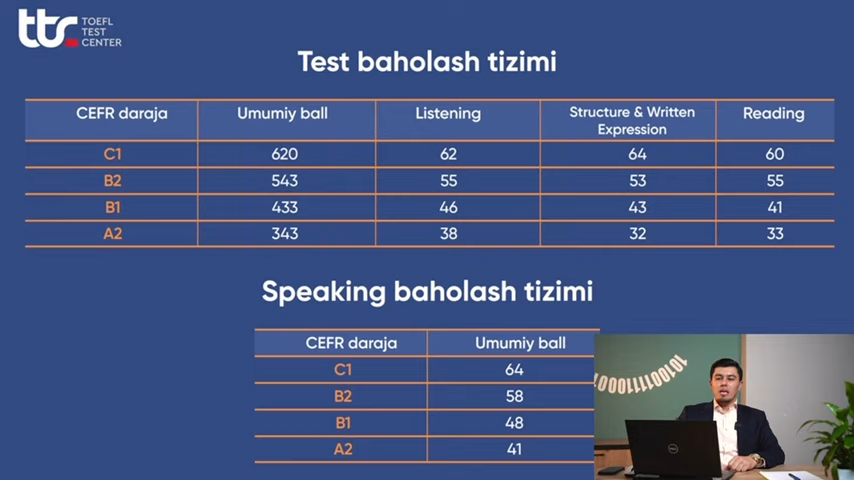 ttc.
TOEFL
TEST
CENTER
Test baholash tizimi
CEFR daraja Umumiy ball Listening Structure & Written Expression Reading
C1 620 62 64 60
B2 543 55 53 55
B1 433 46 43 41
A2 343 38 32 33
Speaking baholash tizimi
CEFR daraja Umumiy ball
C1 64
B2 58
B1 48
A2 41
DELL